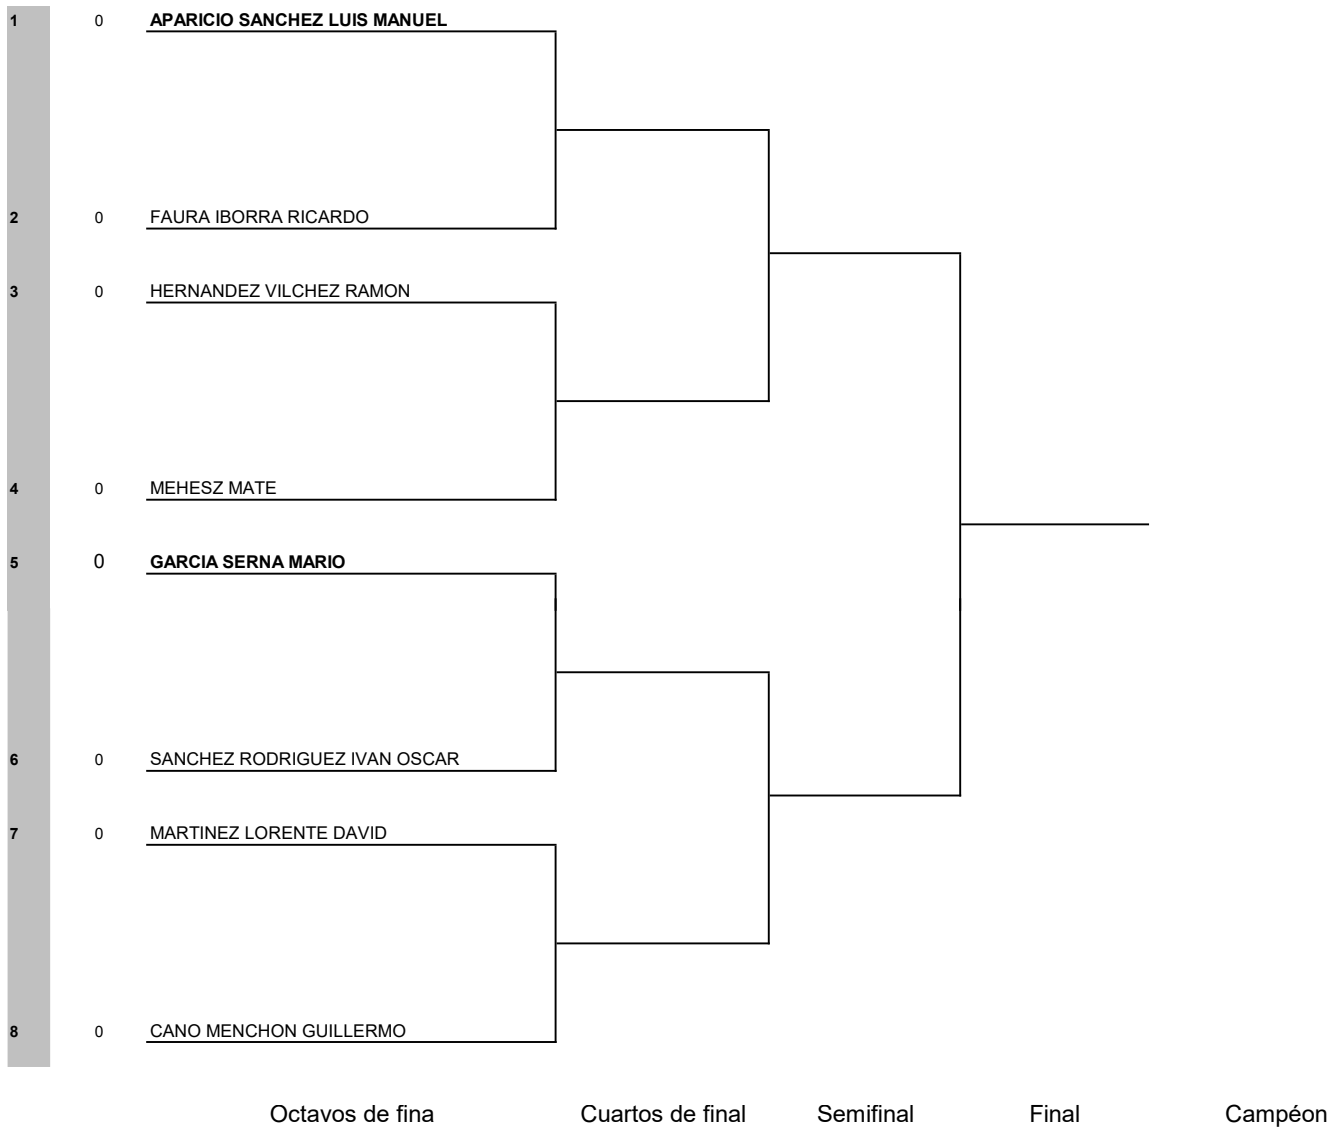 1 0 APARICIO SANCHEZ LUIS MANUEL
2 0 FAURA IBORRA RICARDO
3 0 HERNANDEZ VILCHEZ RAMON
4 0 MEHESZ MATE
5 0 GARCIA SERNA MARIO
6 0 SANCHEZ RODRIGUEZ IVAN OSCAR
7 0 MARTINEZ LORENTE DAVID
8 0 CANO MENCHON GUILLERMO
Octavos de fina Cuartos de final Semifinal Final Campéon